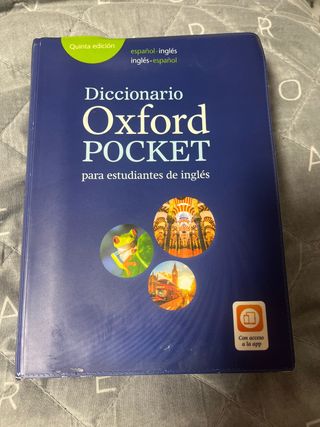 Quinta edición
español-inglés
inglés-español
Diccionario
Oxford
POCKET
para estudiantes de inglés
Con acceso
a la app